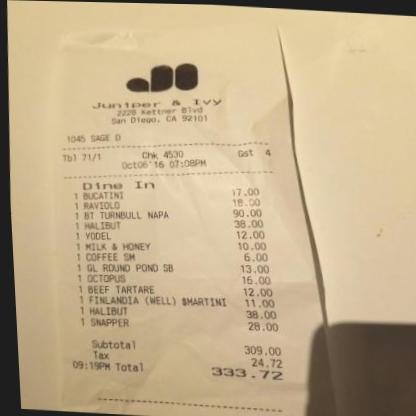 Juniper & Ivy
2228 Kettner Blvd
San Diego, CA 92101
1045 SAGE D
Tbl 71/1 Chk 4530 Gst 4
Oct06'16 07:08PM
Dine In
1 BUCATINI 17.00
1 RAVIOLO 18.00
1 BT TURNBULL NAPA 90.00
1 HALIBUT 38.00
1 YODEL 12.00
1 MILK & HONEY 10.00
1 COFFEE SM 6.00
1 GL ROUND POND SB 13.00
1 OCTOPUS 16.00
1 BEEF TARTARE 12.00
1 FINLANDIA (WELL) $MARTINI 11.00
1 HALIBUT 38.00
1 SNAPPER 28.00
Subtotal 309.00
Tax 24.72
09:19PM Total 333.72